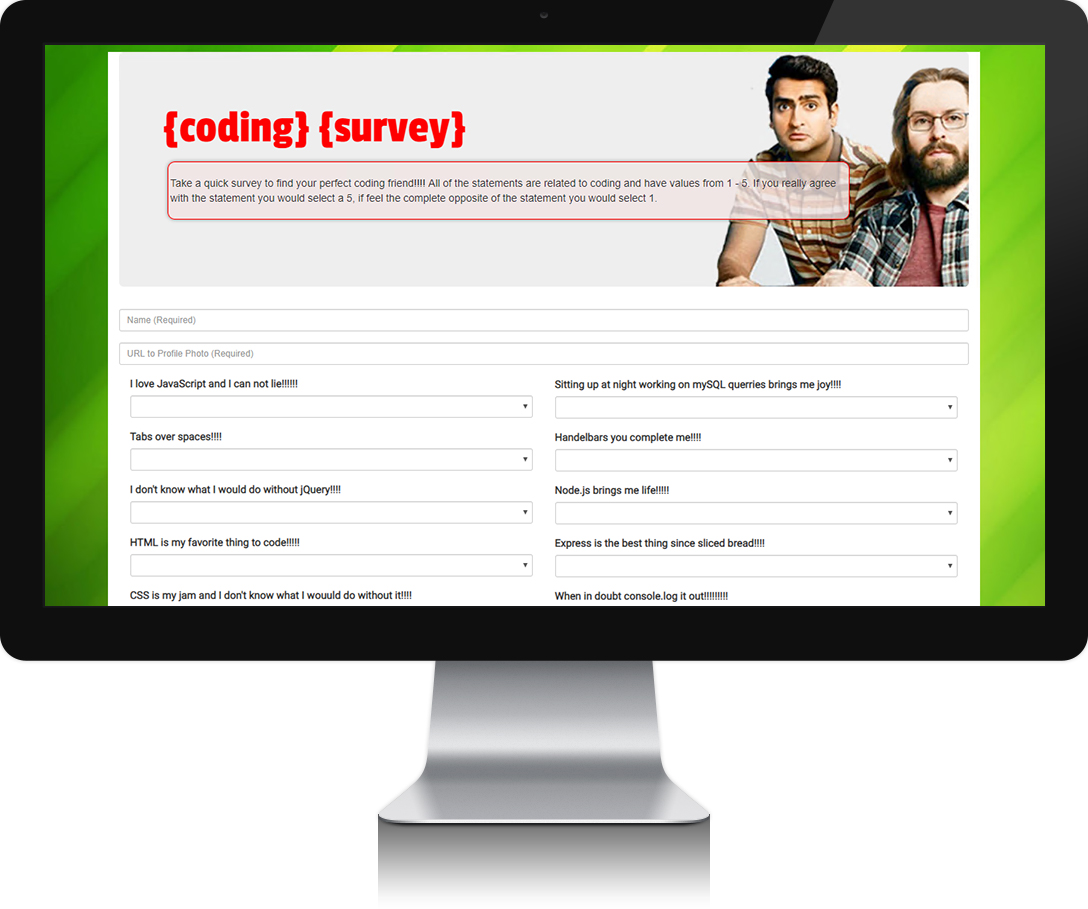 {coding} {survey}
Take a quick survey to find your perfect coding friend!!!! All of the statements are related to coding and have values from 1 - 5. If you really agree
with the statement you would select a 5, if feel the complete opposite of the statement you would select 1.
Name (Required)
URL to Profile Photo (Required)
I love JavaScript and I can not lie!!!!!!
Sitting up at night working on mySQL querries brings me joy!!!!
Tabs over spaces!!!!
Handelbars you complete me!!!!
I don't know what I would do without jQuery!!!!
Node.js brings me life!!!!!
HTML is my favorite thing to code!!!!!
Express is the best thing since sliced bread!!!!
CSS is my jam and I don't know what I wouuld do without it!!!!
When in doubt console.log it out!!!!!!!!!